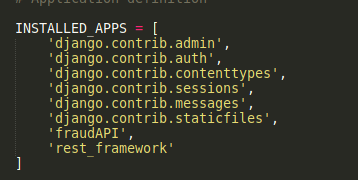 # Application definition
INSTALLED_APPS = [
    'django.contrib.admin',
    'django.contrib.auth',
    'django.contrib.contenttypes',
    'django.contrib.sessions',
    'django.contrib.messages',
    'django.contrib.staticfiles',
    'fraudAPI',
    'rest_framework'
]